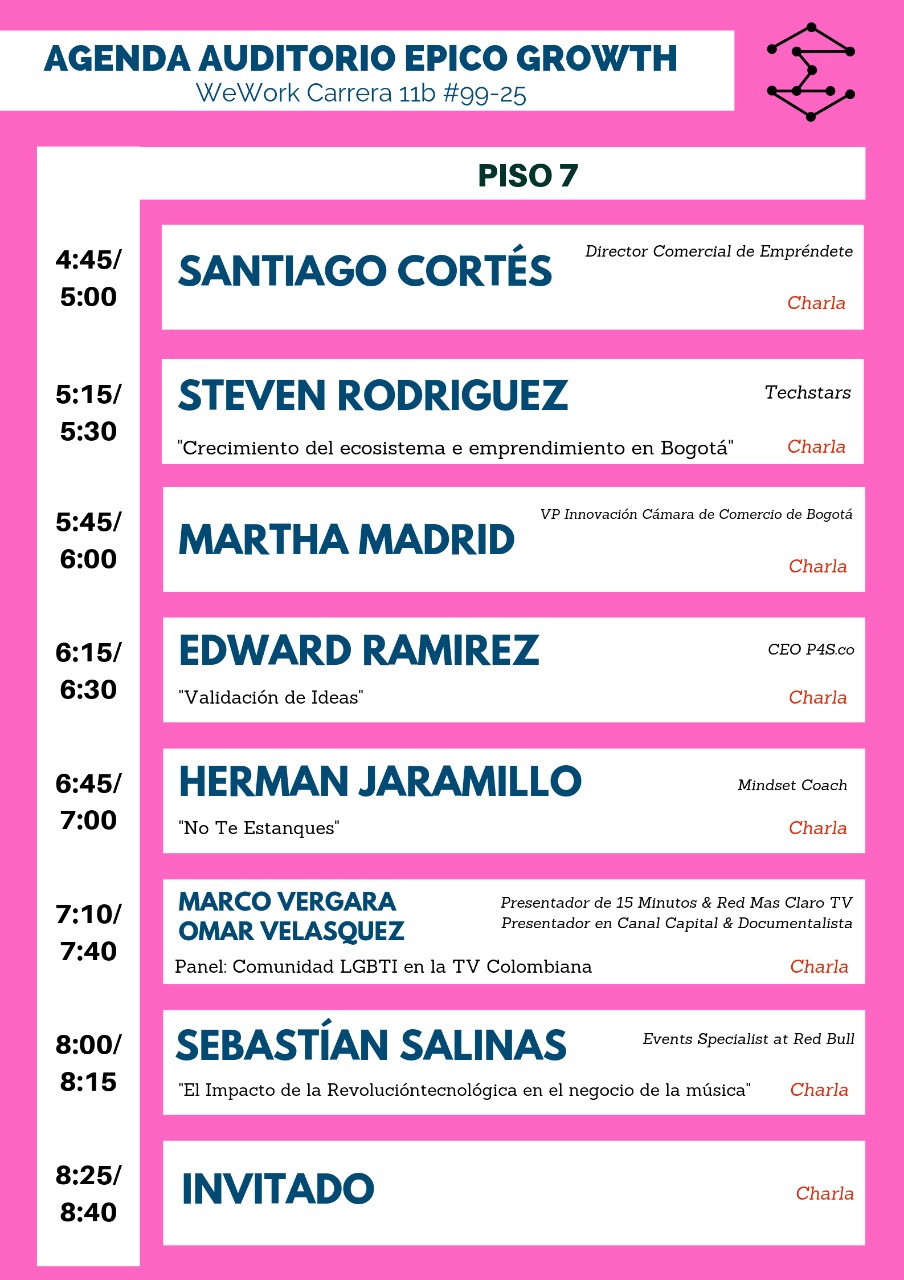 AGENDA AUDITORIO EPICO GROWTH
WeWork Carrera 11b #99-25
PISO 7
4:45/
5:00
SANTIAGO CORTÉS
Director Comercial de Empréndete
Charla
5:15/
5:30
STEVEN RODRIGUEZ
Techstars
"Crecimiento del ecosistema e emprendimiento en Bogotá"
Charla
5:45/
6:00
MARTHA MADRID
VP Innovación Cámara de Comercio de Bogotá
Charla
6:15/
6:30
EDWARD RAMIREZ
CEO P4S.co
"Validación de Ideas"
Charla
6:45/
7:00
HERMAN JARAMILLO
Mindset Coach
"No Te Estanques"
Charla
7:10/
7:40
MARCO VERGARA
OMAR VELASQUEZ
Presentador de 15 Minutos & Red Mas Claro TV
Presentador en Canal Capital & Documentalista
Panel: Comunidad LGBTI en la TV Colombiana
Charla
8:00/
8:15
SEBASTÍAN SALINAS
Events Specialist at Red Bull
"El Impacto de la Revolucióntecnológica en el negocio de la música"
Charla
8:25/
8:40
INVITADO
Charla